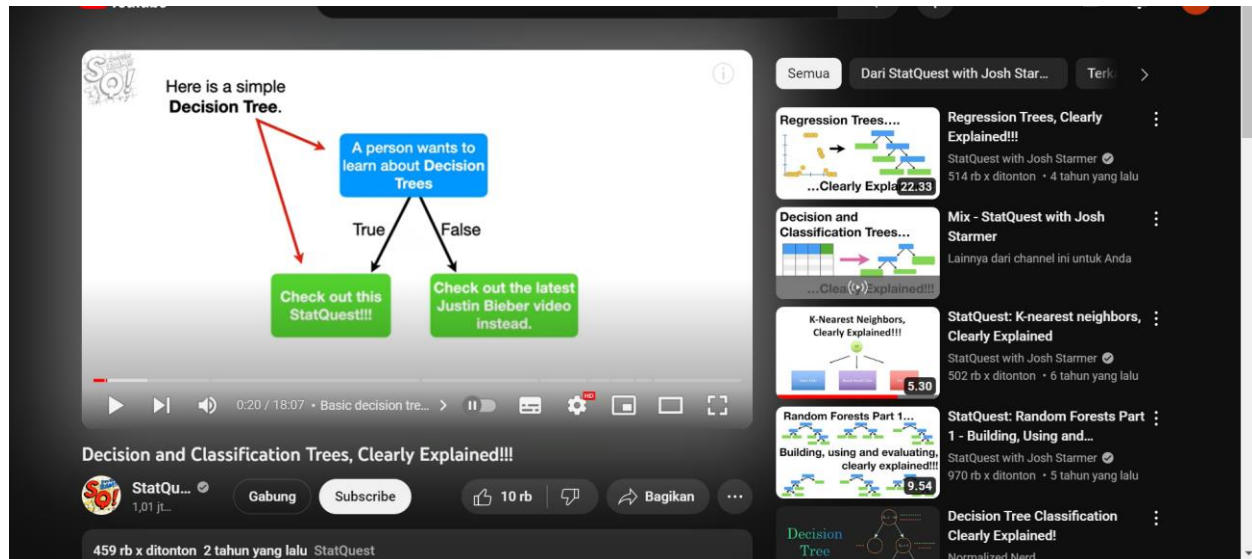 Here is a simple
Decision Tree.
A person wants to
learn about Decision
Trees
True
False
Check out this
StatQuest!!!
Check out the latest
Justin Bieber video
instead.
0:20 / 18:07 • Basic decision tre...
HD
Decision and Classification Trees, Clearly Explained!!!
StatQu...
1,01 jt...
Gabung
Subscribe
10 rb
Bagikan
459 rb x ditonton 2 tahun yang lalu StatQuest
Semua
Dari StatQuest with Josh Star...
Regression Trees....
...Clearly
22.33
Regression Trees, Clearly
Explained!!!
StatQuest with Josh Starmer
514 rb x ditonton • 4 tahun yang lalu
Decision and
Classification Trees...
Explained!!!
Mix - StatQuest with Josh
Starmer
Lainnya dari channel ini untuk Anda
K-Nearest Neighbors,
Clearly Explained!!!
5.30
StatQuest: K-nearest neighbors,
Clearly Explained
StatQuest with Josh Starmer
502 rb x ditonton • 6 tahun yang lalu
Random Forests Part 1...
Building, using and evaluating,
clearly explained!!!
9.54
StatQuest: Random Forests Part
1 - Building, Using and...
StatQuest with Josh Starmer
970 rb x ditonton • 5 tahun yang lalu
Decision
Tree
Decision Tree Classification
Clearly Explained!
Normalized Nerd